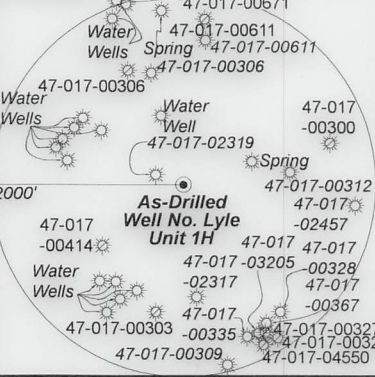 47-017-00671
Water
Wells
47-017-00611
Spring
47-017-00611
47-017-00306
47-017-00306
Water
Wells
Water
Well
47-017
-00300
47-017-02319
Spring
47-017-00312
2000'
As-Drilled
Well No. Lyle
Unit 1H
47-017
-02457
47-017
-00414
47-017
-03205
47-017
-00328
47-017
-02317
Water
Wells
47-017
-00367
47-017-00303
47-017
-00335
47-017-00327
47-017-032
47-017-00309
47-017-04550